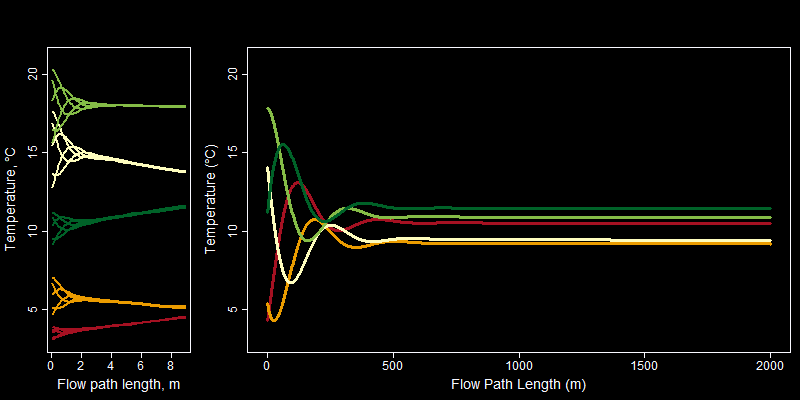 20
15
10
5
Temperature, °C
0 2 4 6 8
Flow path length, m
20
15
10
5
Temperature (°C)
0 500 1000 1500 2000
Flow Path Length (m)